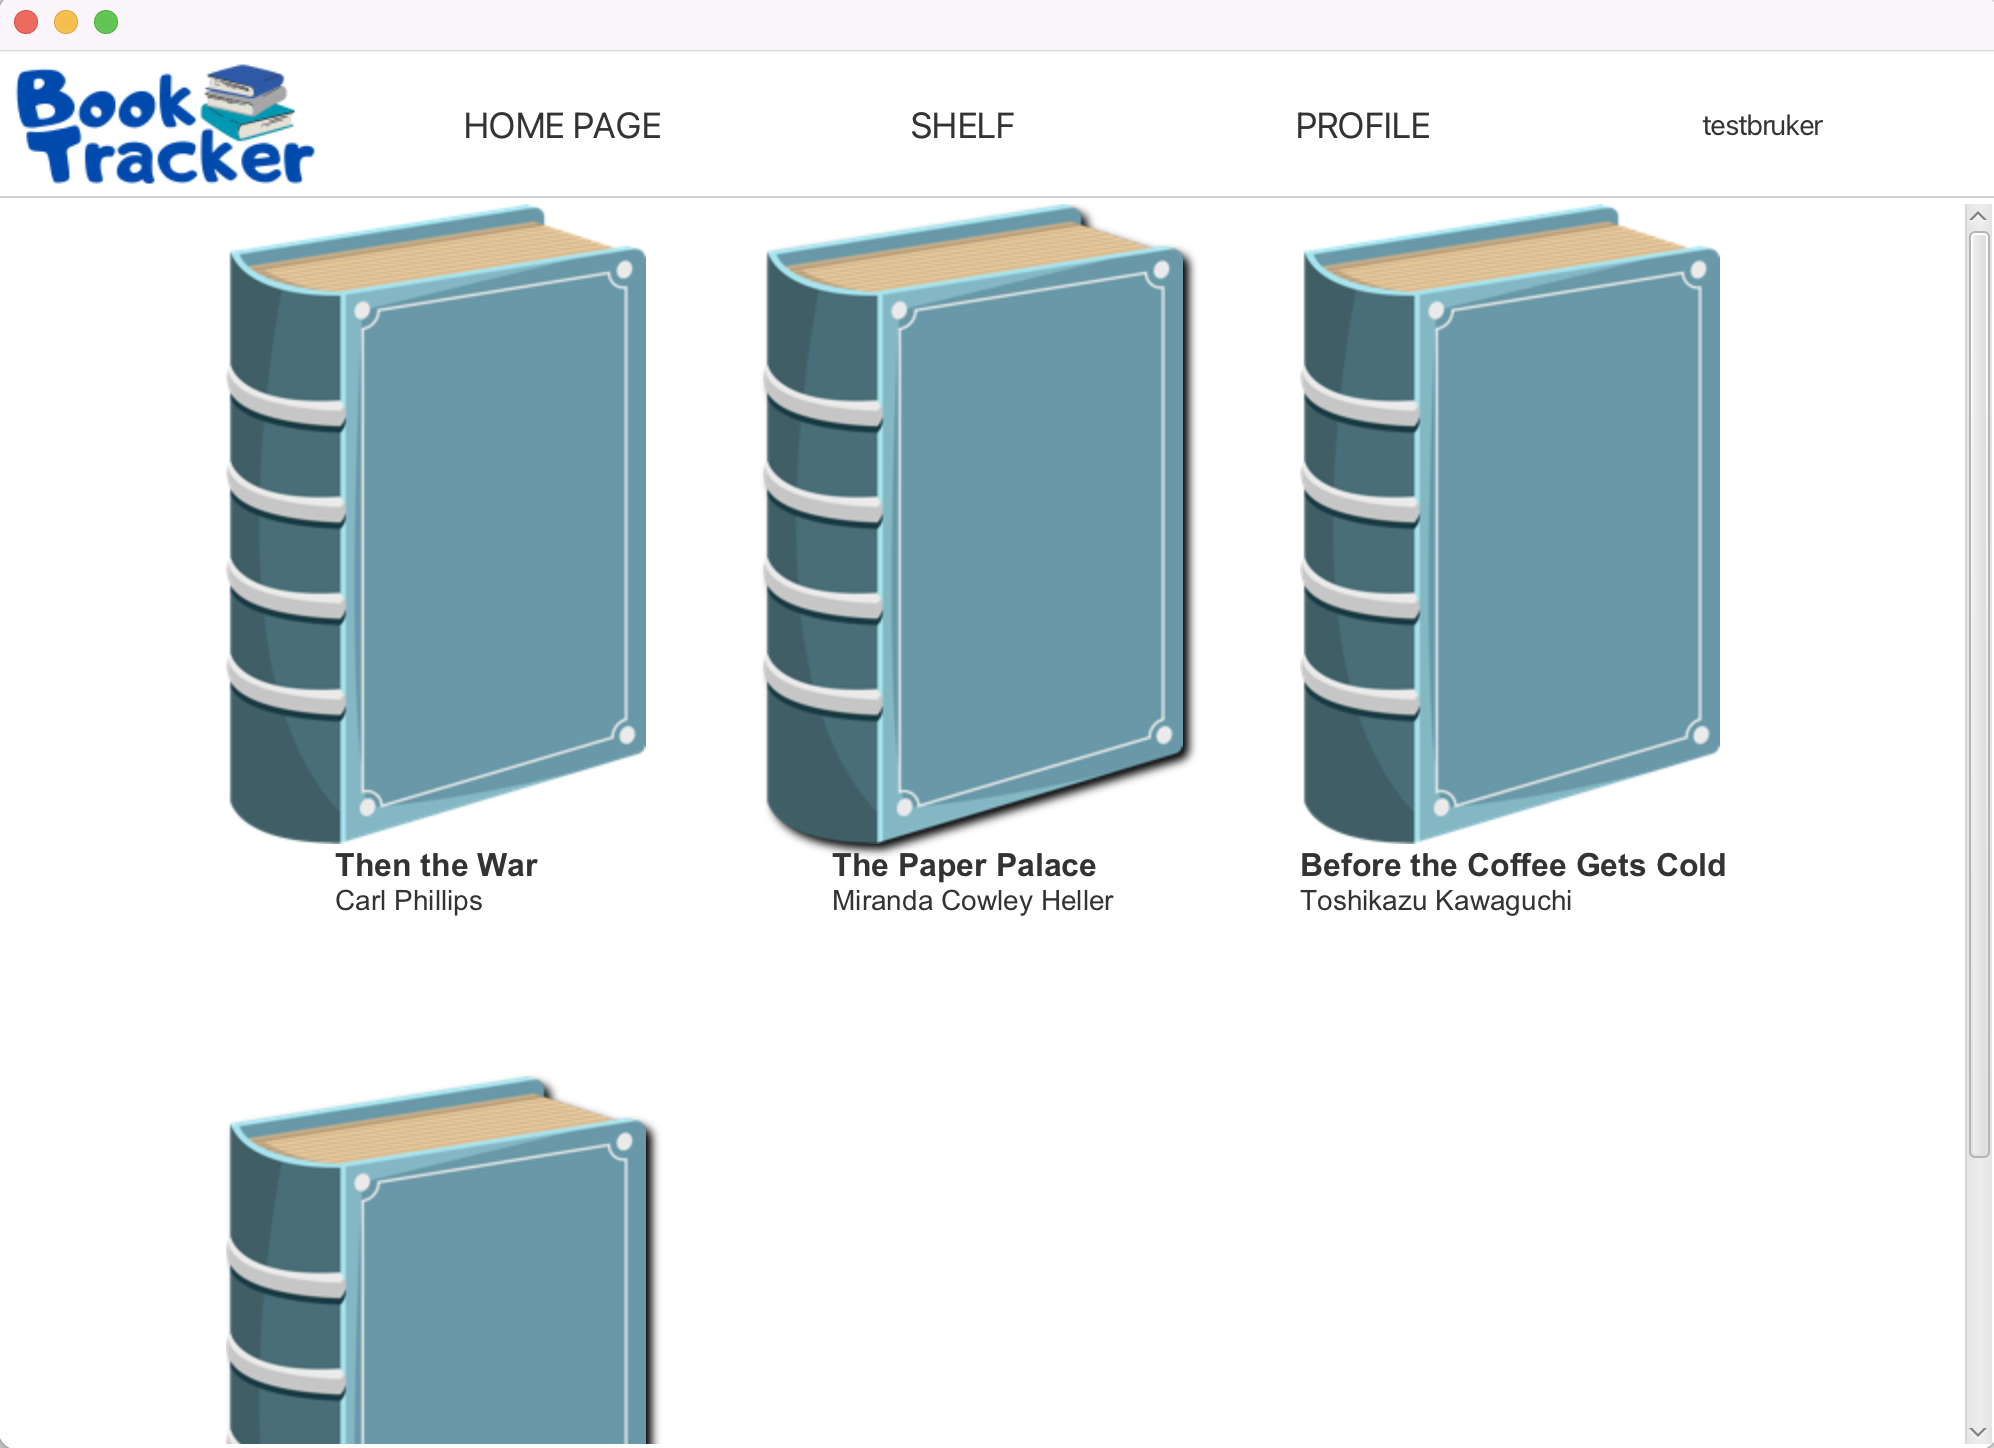 Book
Tracker
HOME PAGE
SHELF
PROFILE
testbruker
Then the War
Carl Phillips
The Paper Palace
Miranda Cowley Heller
Before the Coffee Gets Cold
Toshikazu Kawaguchi